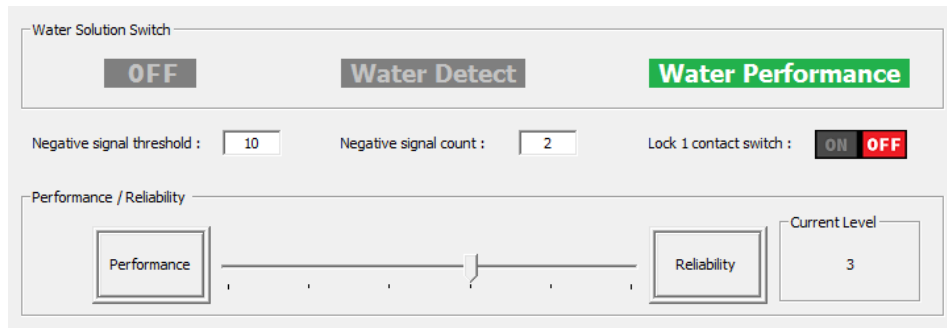 Water Solution Switch
OFF Water Detect Water Performance
Negative signal threshold : 10 Negative signal count : 2 Lock 1 contact switch : ON OFF
Performance / Reliability
Current Level
Performance Reliability 3